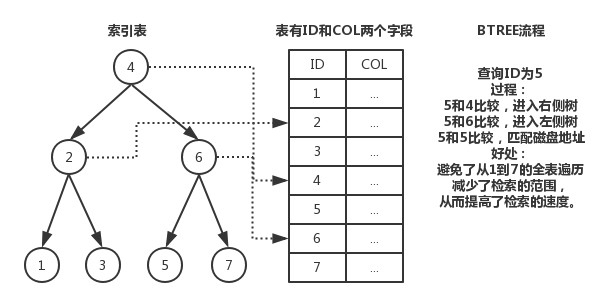 索引表
4
2
6
1
3
5
7
表有ID和COL两个字段
ID COL
1 ...
2 ...
3 ...
4 ...
5 ...
6 ...
7 ...
BTREE流程
查询ID为5
过程：
5和4比较，进入右侧树
5和6比较，进入左侧树
5和5比较，匹配磁盘地址
好处：
避免了从1到7的全表遍历
减少了检索的范围，
从而提高了检索的速度。